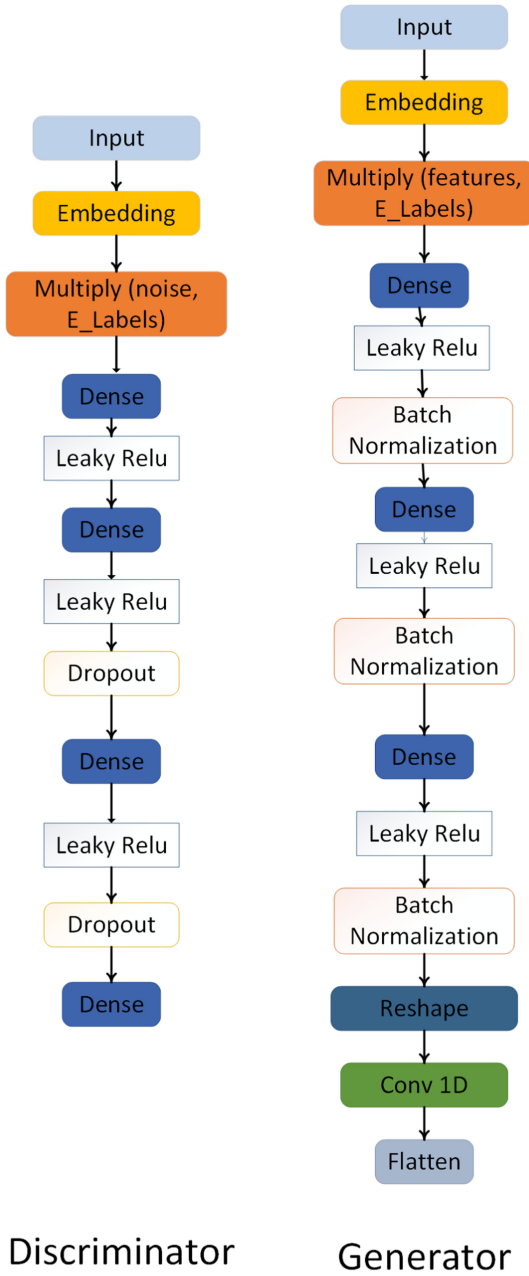 Input
Embedding
Multiply (noise,
E_Labels)
Dense
Leaky Relu
Dense
Leaky Relu
Dropout
Dense
Leaky Relu
Dropout
Dense
Discriminator
Input
Embedding
Multiply (features,
E_Labels)
Dense
Leaky Relu
Batch
Normalization
Dense
Leaky Relu
Batch
Normalization
Dense
Leaky Relu
Batch
Normalization
Reshape
Conv 1D
Flatten
Generator